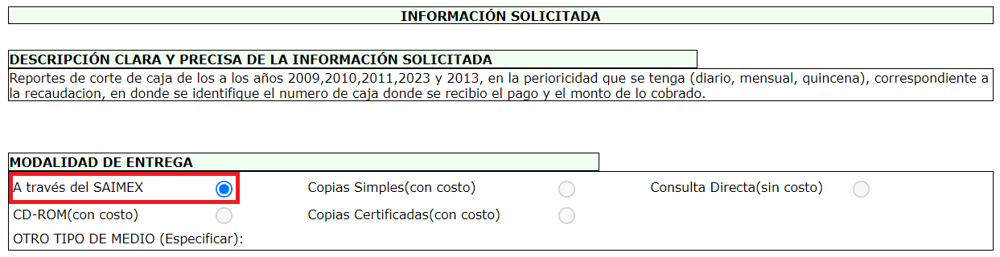 INFORMACIÓN SOLICITADA
DESCRIPCIÓN CLARA Y PRECISA DE LA INFORMACIÓN SOLICITADA
Reportes de corte de caja de los a los años 2009,2010,2011,2023 y 2013, en la perioricidad que se tenga (diario, mensual, quincena), correspondiente a
la recaudacion, en donde se identifique el numero de caja donde se recibio el pago y el monto de lo cobrado.
MODALIDAD DE ENTREGA
A través del SAIMEX Copias Simples(con costo) Consulta Directa(sin costo)
CD-ROM(con costo) Copias Certificadas(con costo)
OTRO TIPO DE MEDIO (Especificar):